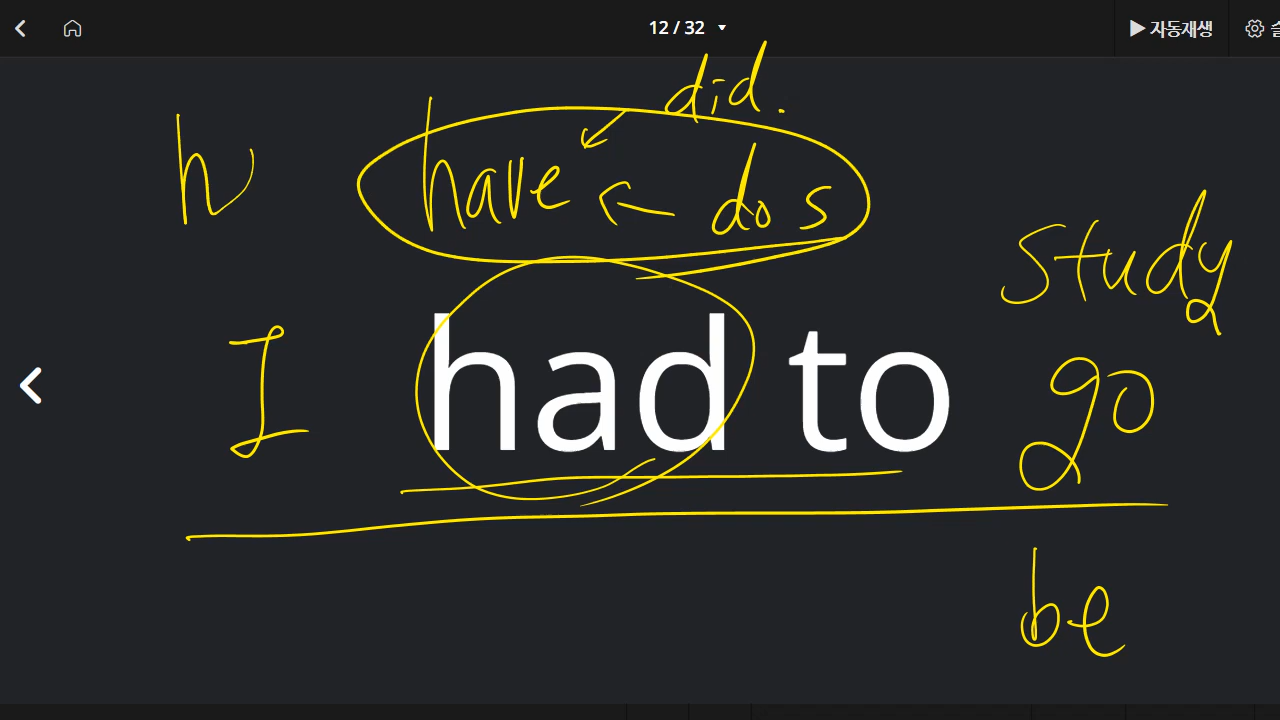 12 / 32 자동재생
did.
h have ← do s
study
I had to go
be